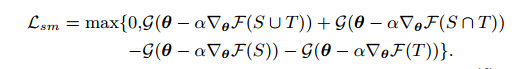 ℒ_sm = max{0,𝒢(θ − α∇_θℱ(S ∪ T)) + 𝒢(θ − α∇_θℱ(S ∩ T))
−𝒢(θ − α∇_θℱ(S)) − 𝒢(θ − α∇_θℱ(T))}.